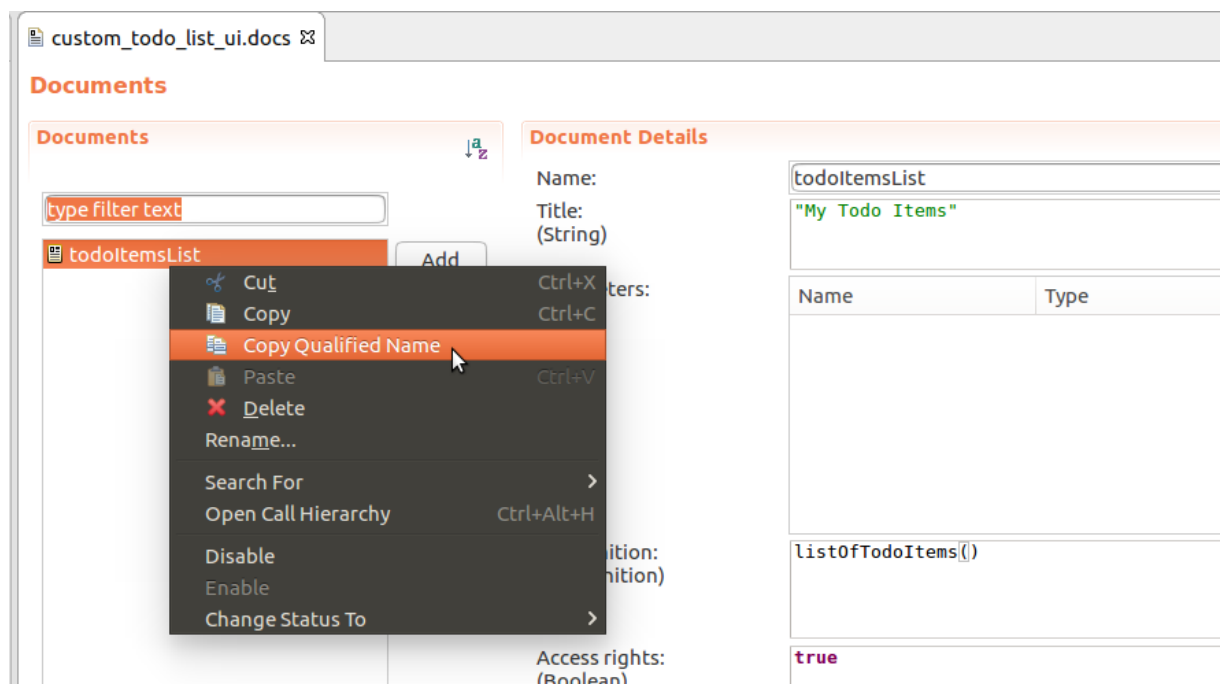 custom_todo_list_ui.docs
Documents
Documents
type filter text
todoItemsList
Add
Cut Ctrl+X
Copy Ctrl+C
Copy Qualified Name
Paste Ctrl+V
Delete
Rename...
Search For
Open Call Hierarchy Ctrl+Alt+H
Disable
Enable
Change Status To
Document Details
Name: todoItemsList
Title: "My Todo Items"
(String)
ters:
Name Type
ition: listOfTodoItems()
nition)
Access rights: true
(Boolean)